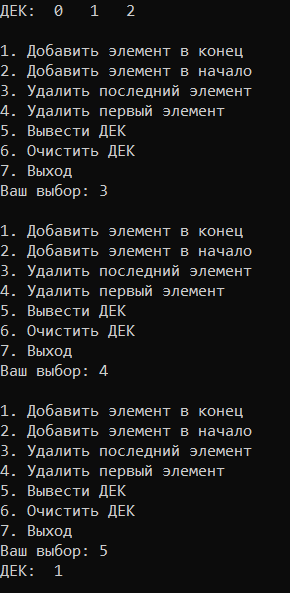 ДЕК:  0   1   2
1. Добавить элемент в конец
2. Добавить элемент в начало
3. Удалить последний элемент
4. Удалить первый элемент
5. Вывести ДЕК
6. Очистить ДЕК
7. Выход
Ваш выбор: 3
1. Добавить элемент в конец
2. Добавить элемент в начало
3. Удалить последний элемент
4. Удалить первый элемент
5. Вывести ДЕК
6. Очистить ДЕК
7. Выход
Ваш выбор: 4
1. Добавить элемент в конец
2. Добавить элемент в начало
3. Удалить последний элемент
4. Удалить первый элемент
5. Вывести ДЕК
6. Очистить ДЕК
7. Выход
Ваш выбор: 5
ДЕК:  1